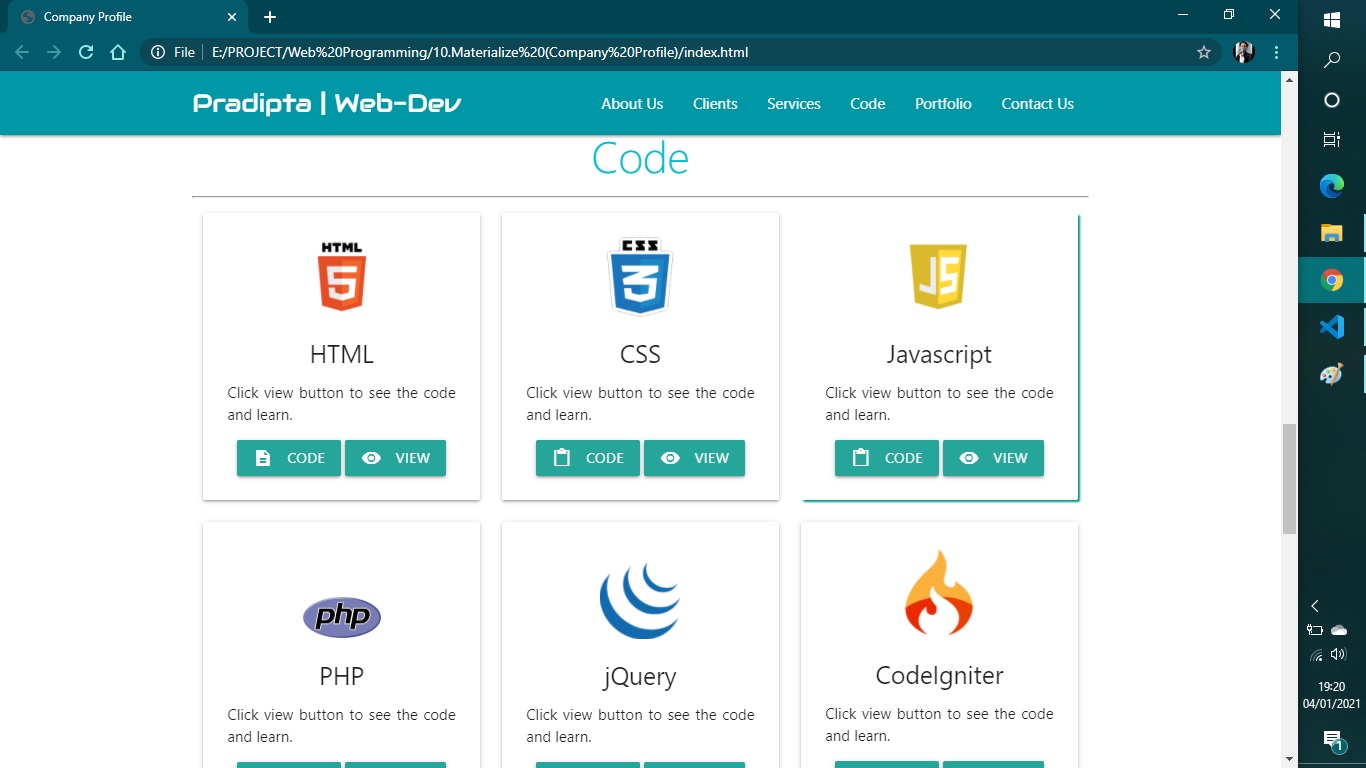 Company Profile
File E:/PROJECT/Web%20Programming/10.Materialize%20(Company%20Profile)/index.html
Pradipta | Web-Dev About Us Clients Services Code Portfolio Contact Us
Code
HTML
5
HTML
Click view button to see the code
and learn.
CODE VIEW
CSS
3
CSS
Click view button to see the code
and learn.
CODE VIEW
JS
Javascript
Click view button to see the code
and learn.
CODE VIEW
php
PHP
Click view button to see the code
and learn.
jQuery
Click view button to see the code
and learn.
CodeIgniter
Click view button to see the code
and learn.
19:20
04/01/2021
1